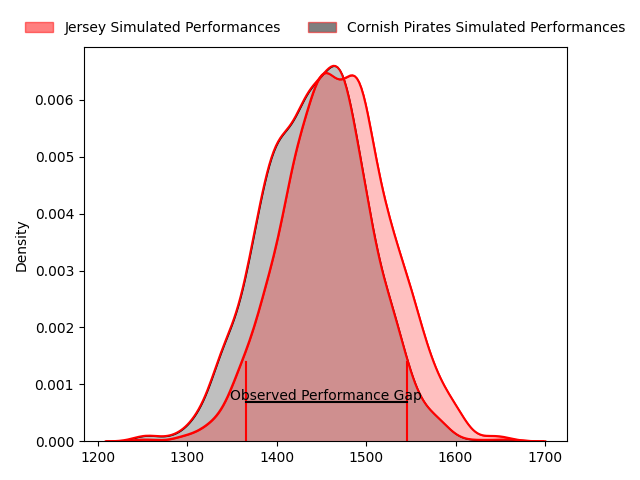 Jersey Simulated Performances
Cornish Pirates Simulated Performances
0.006
0.005
0.004
0.003
0.002
0.001
0.000
Density
Observed Performance Gap
1200 1300 1400 1500 1600 1700